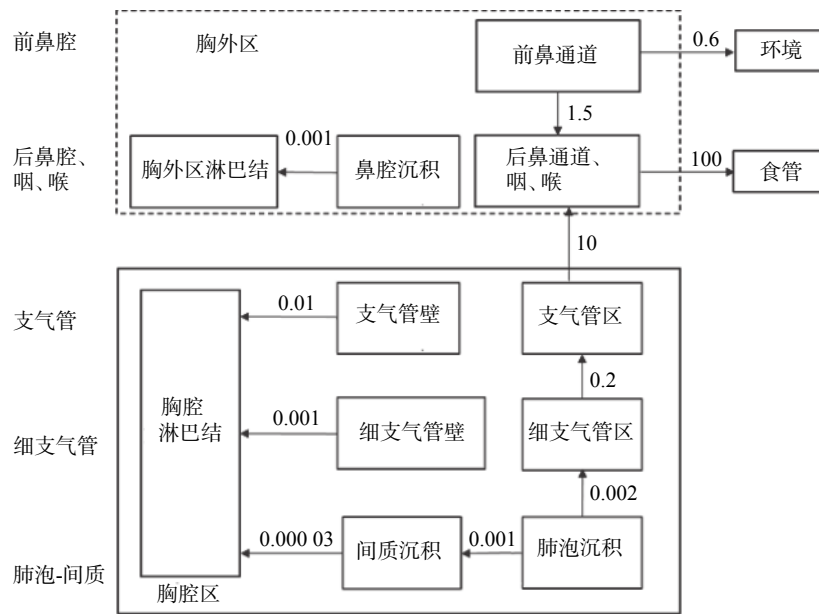 前鼻腔
胸外区
前鼻通道
0.6
环境
1.5
后鼻腔、
咽、喉
胸外区淋巴结
0.001
鼻腔沉积
后鼻通道、
咽、喉
100
食管
10
支气管
0.01
支气管壁
支气管区
0.2
胸腔
淋巴结
细支气管
0.001
细支气管壁
细支气管区
0.002
肺泡-间质
0.000 03
间质沉积
0.001
肺泡沉积
胸腔区